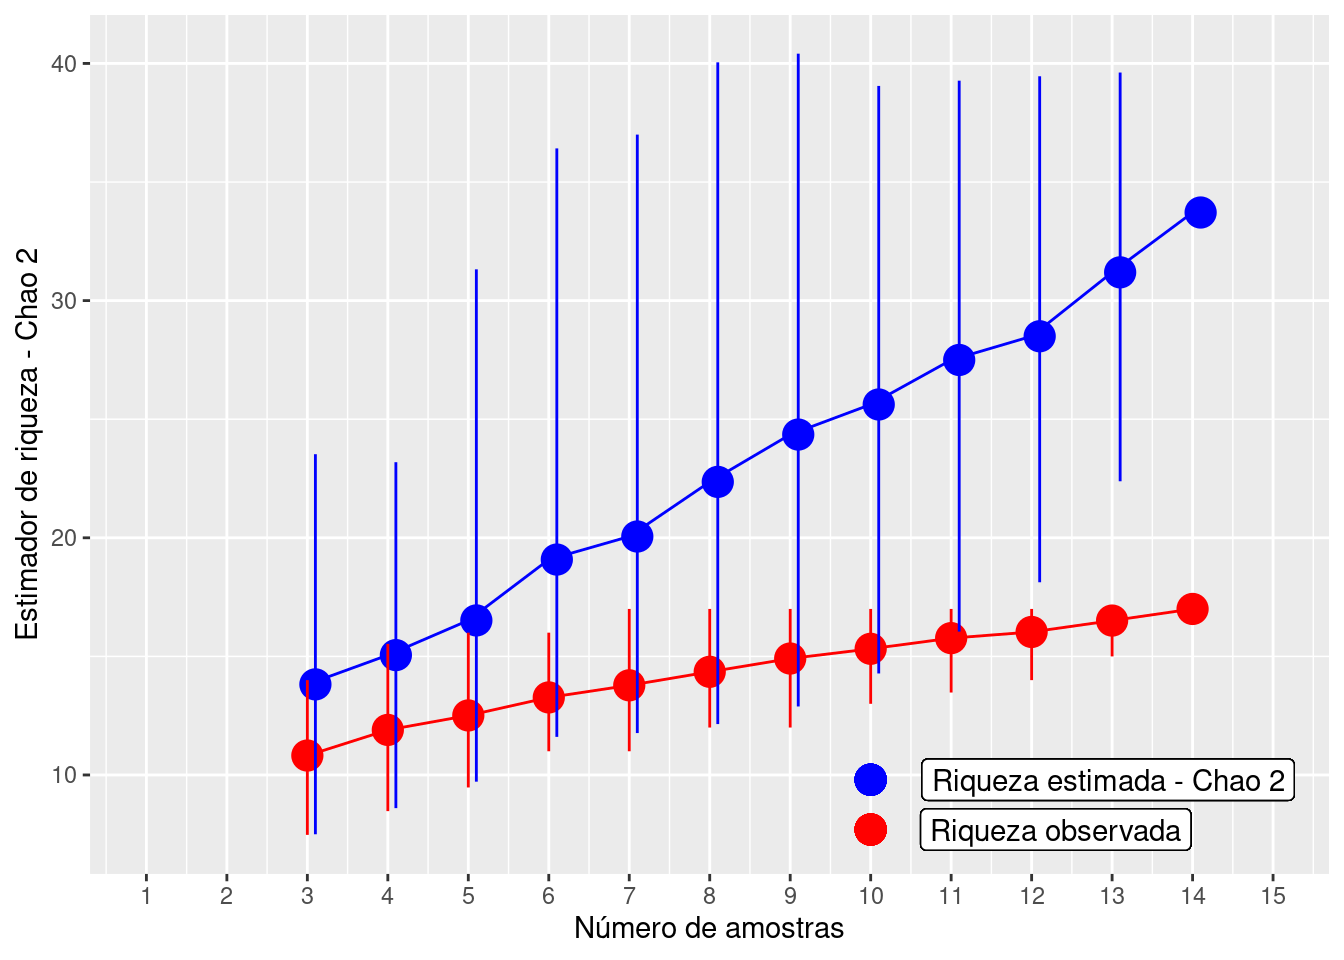 Estimador de riqueza - Chao 2
40
30
20
10
Riqueza estimada - Chao 2
Riqueza observada
1 2 3 4 5 6 7 8 9 10 11 12 13 14 15
Número de amostras